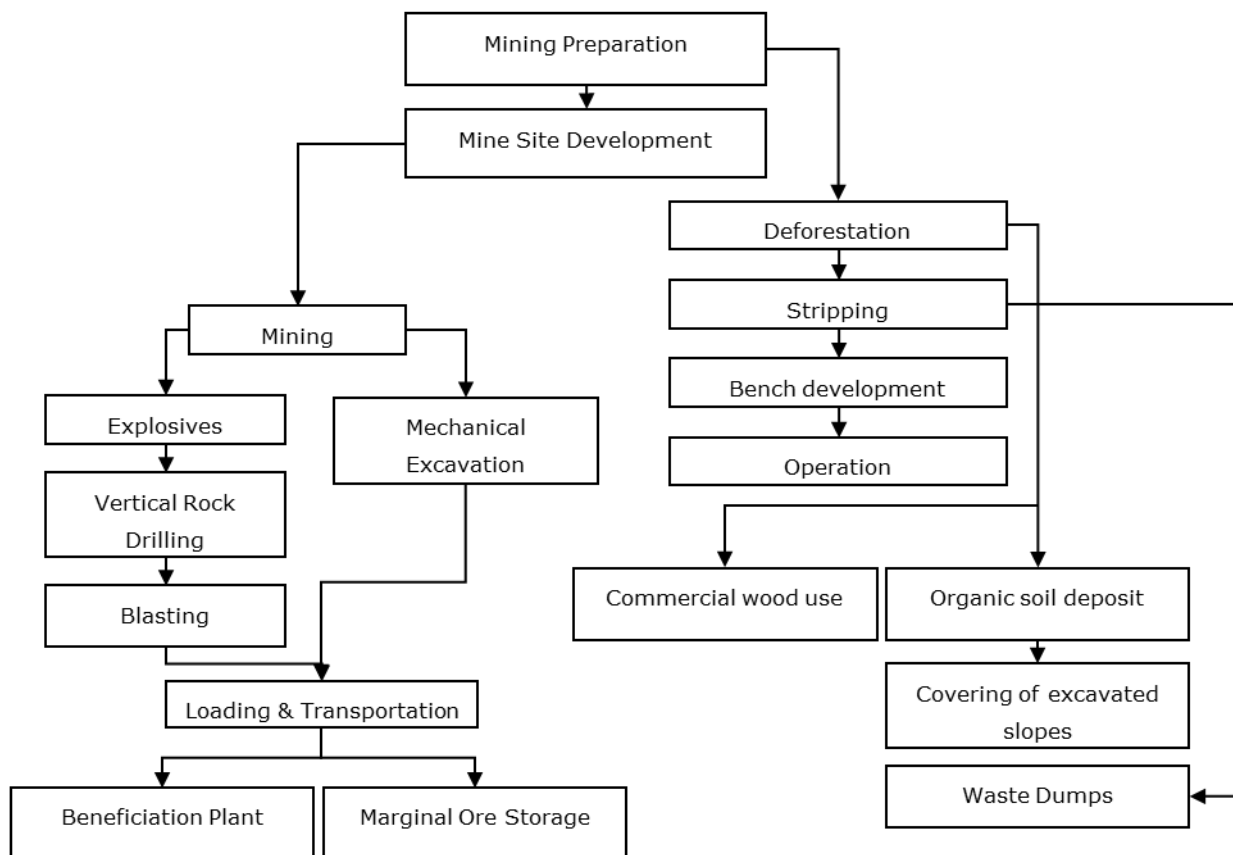 Mining Preparation
Mine Site Development
Deforestation
Stripping
Mining
Bench development
Explosives
Mechanical
Excavation
Operation
Vertical Rock
Drilling
Commercial wood use
Organic soil deposit
Blasting
Covering of excavated
slopes
Loading & Transportation
Waste Dumps
Beneficiation Plant
Marginal Ore Storage